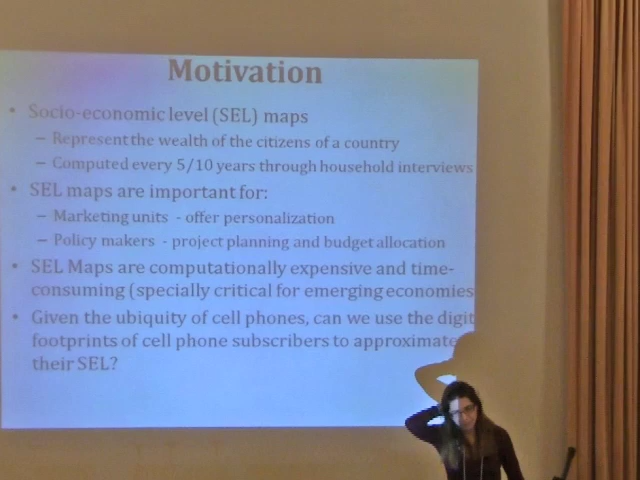 Motivation
• Socio-economic level (SEL) maps
– Represent the wealth of the citizens of a country
– Computed every 5/10 years through household interviews
• SEL maps are important for:
– Marketing units - offer personalization
– Policy makers - project planning and budget allocation
• SEL Maps are computationally expensive and time-
consuming (specially critical for emerging economies
• Given the ubiquity of cell phones, can we use the digit
footprints of cell phone subscribers to approximate
their SEL?